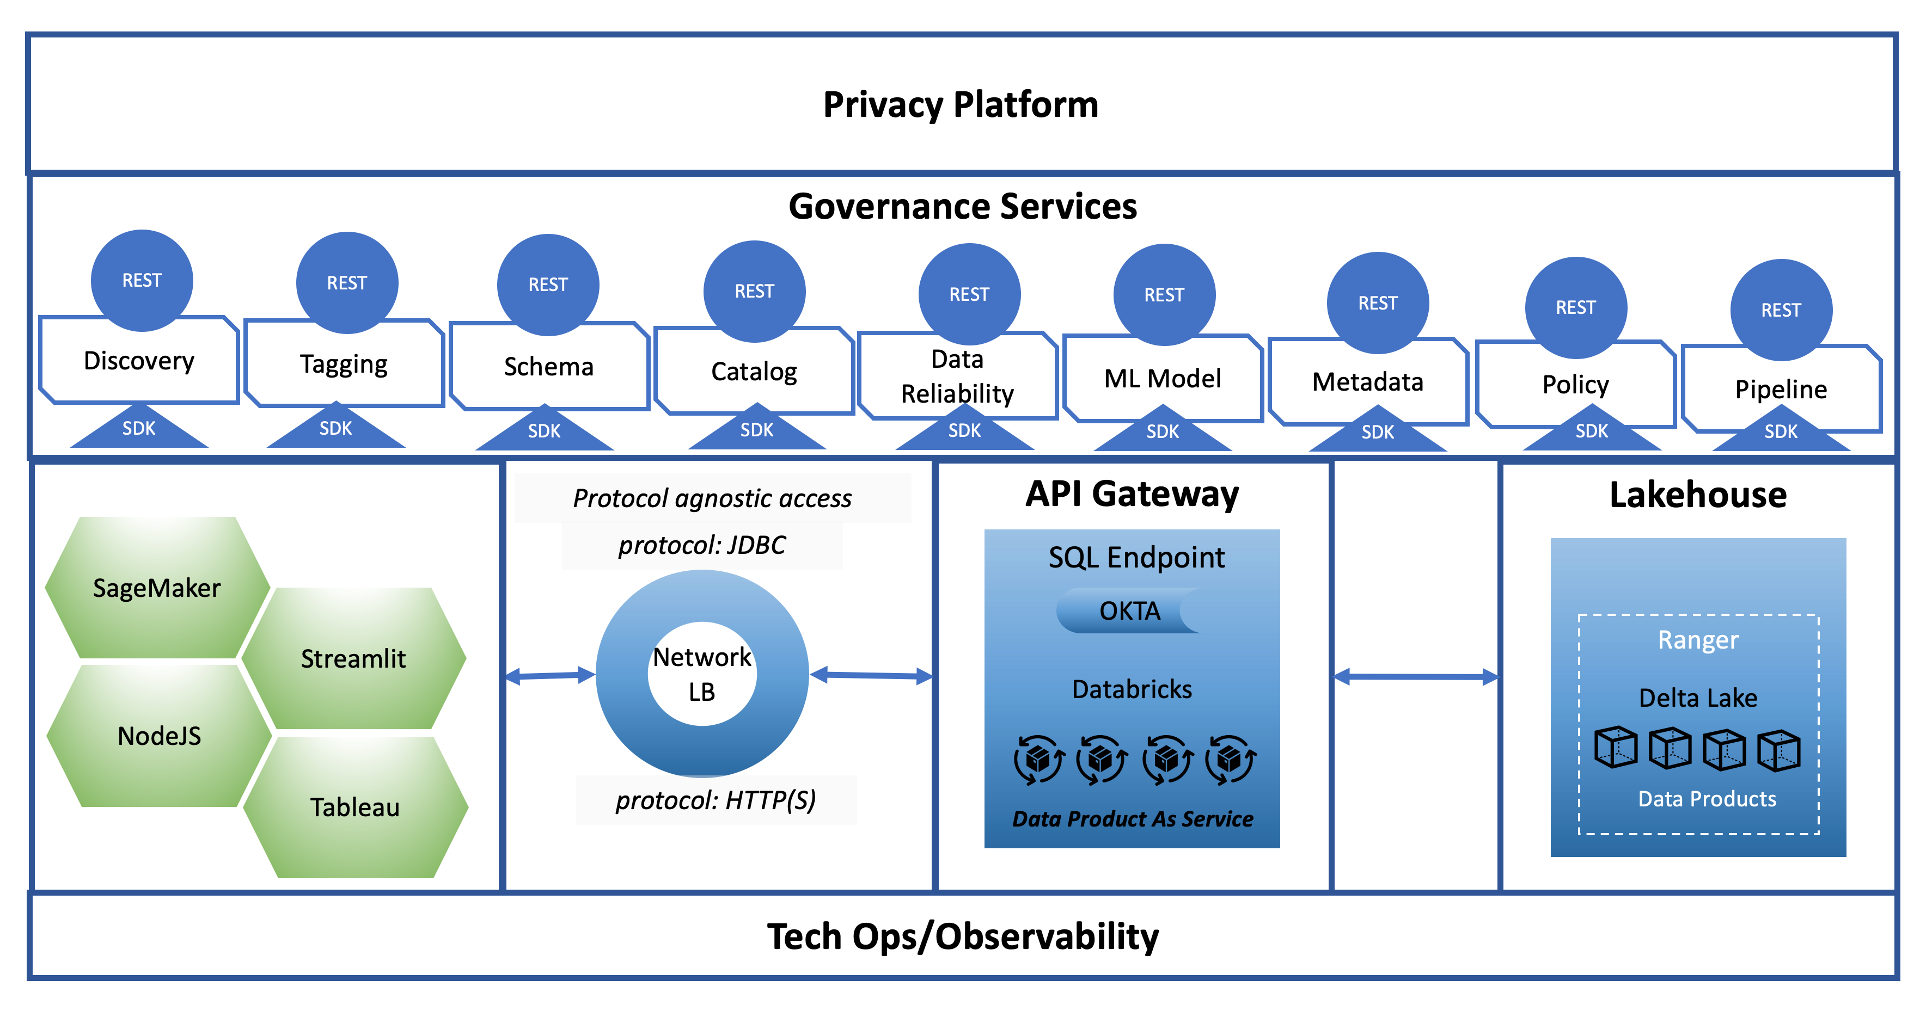 Privacy Platform
Governance Services
REST
REST
REST
REST
REST
REST
REST
REST
REST
Discovery
Tagging
Schema
Catalog
Data
Reliability
ML Model
Metadata
Policy
Pipeline
SDK
SDK
SDK
SDK
SDK
SDK
SDK
SDK
SDK
SageMaker
Streamlit
NodeJS
Tableau
Protocol agnostic access
protocol: JDBC
Network
LB
protocol: HTTP(S)
API Gateway
SQL Endpoint
OKTA
Databricks
Data Product As Service
Lakehouse
Ranger
Delta Lake
Data Products
Tech Ops/Observability